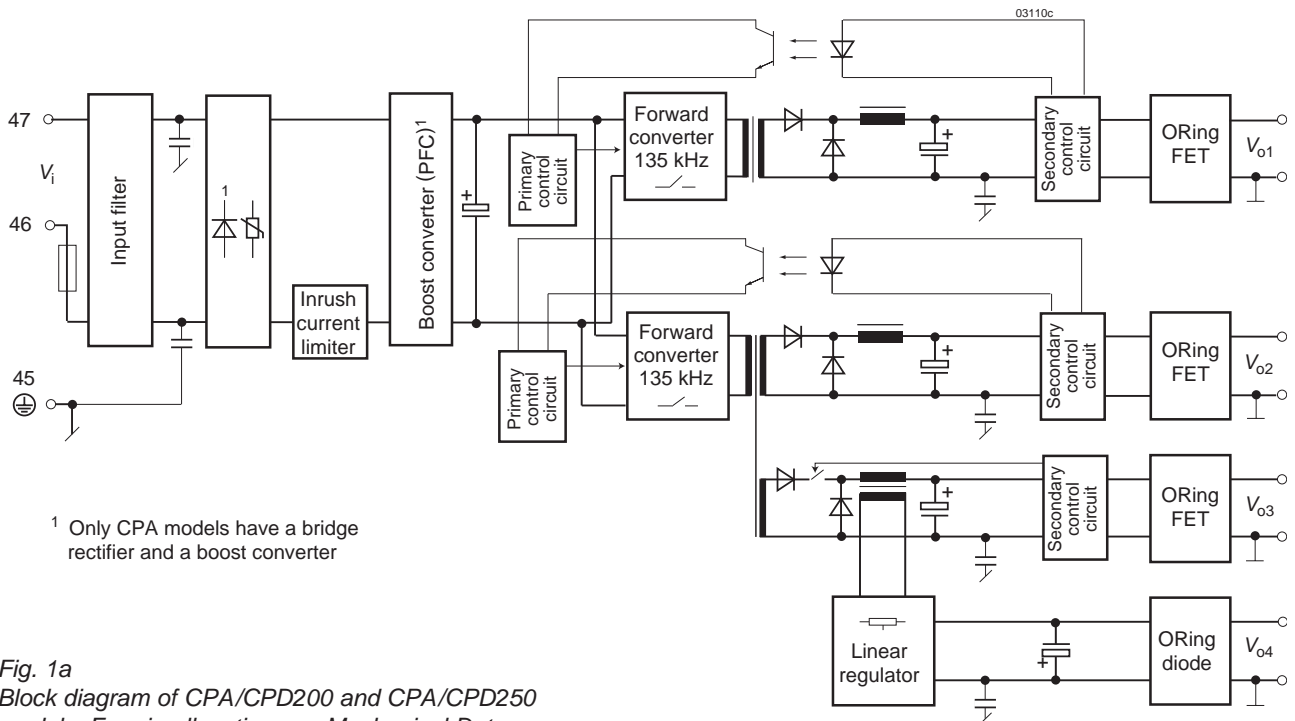 03110c
47
Vi
46
45
Input filter
1
Inrush
current
limiter
Boost converter (PFC)1
+
Primary
control
circuit
Forward
converter
135 kHz
+
Secondary
control
circuit
ORing
FET
Vo1
Primary
control
circuit
Forward
converter
135 kHz
+
Secondary
control
circuit
ORing
FET
Vo2
+
Secondary
control
circuit
ORing
FET
Vo3
Linear
regulator
+
ORing
diode
Vo4
1 Only CPA models have a bridge
rectifier and a boost converter
Fig. 1a
Block diagram of CPA/CPD200 and CPA/CPD250